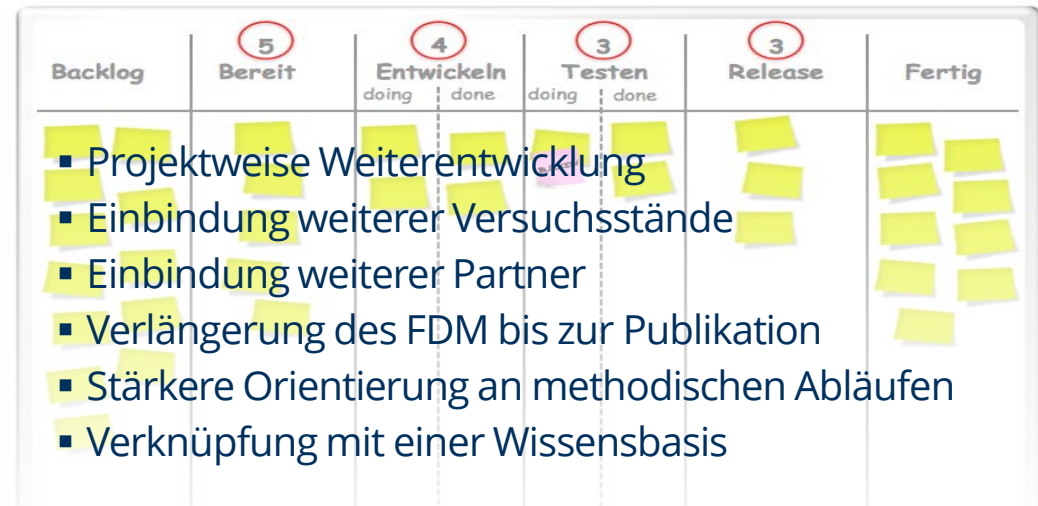 5 4 3 3
Backlog Bereit Entwickeln Testen Release Fertig
doing done doing done
▪ Projektweise Weiterentwicklung
▪ Einbindung weiterer Versuchsstände
▪ Einbindung weiterer Partner
▪ Verlängerung des FDM bis zur Publikation
▪ Stärkere Orientierung an methodischen Abläufen
▪ Verknüpfung mit einer Wissensbasis